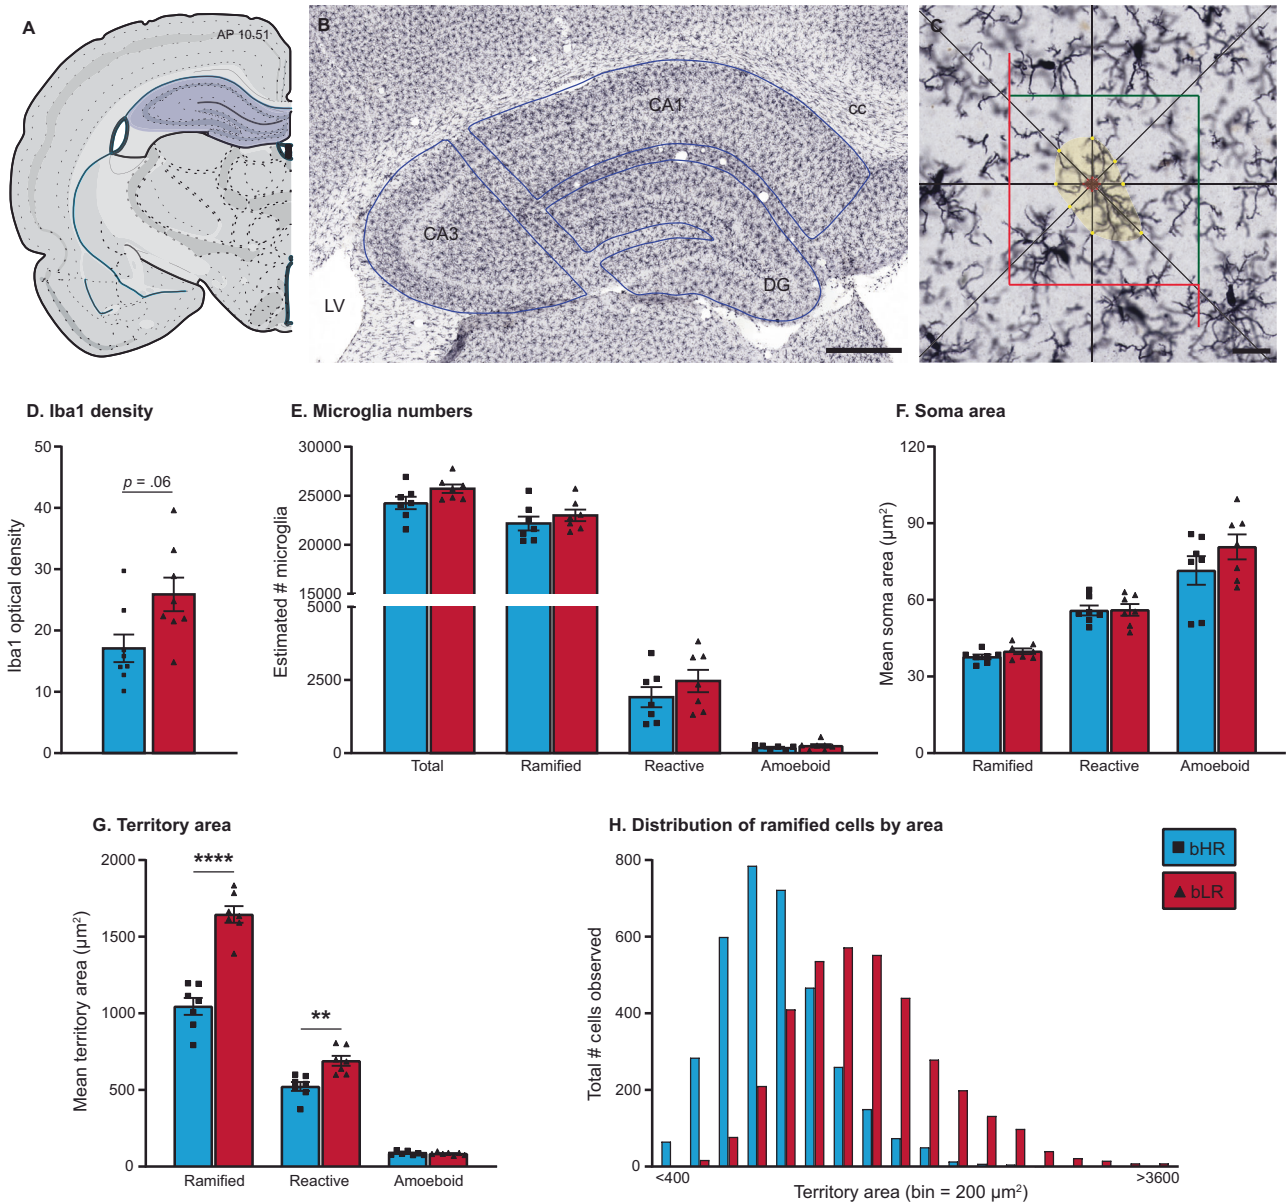 A
AP 10.51
B
CA1
cc
CA3
DG
LV
C
D. Iba1 density
50
40
30
20
10
0
Iba1 optical density
p = .06
E. Microglia numbers
30000
25000
20000
15000
5000
2500
0
Estimated # microglia
Total
Ramified
Reactive
Amoeboid
F. Soma area
120
90
60
30
0
Mean soma area (µm²)
Ramified
Reactive
Amoeboid
G. Territory area
2000
1500
1000
500
0
Mean territory area (µm²)
****
**
Ramified
Reactive
Amoeboid
H. Distribution of ramified cells by area
800
600
400
200
0
Total # cells observed
<400
>3600
Territory area (bin = 200 µm²)
bHR
bLR